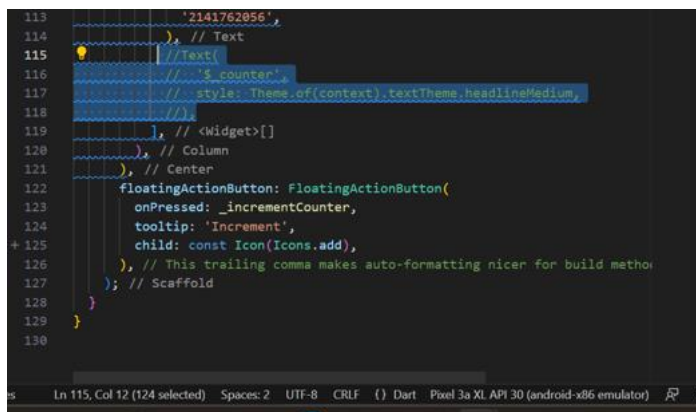 113 '2141762056',
114 ), // Text
115 //Text(
116 // '$_counter',
117 // style: Theme.of(context).textTheme.headlineMedium,
118 //),
119 ], // <Widget>[]
120 ), // Column
121 ), // Center
122 floatingActionButton: FloatingActionButton(
123 onPressed: _incrementCounter,
124 tooltip: 'Increment',
+ 125 child: const Icon(Icons.add),
126 ), // This trailing comma makes auto-formatting nicer for build
127 ); // Scaffold
128 }
129 }
130
Ln 115, Col 12 (124 selected) Spaces: 2 UTF-8 CRLF {} Dart Pixel 3a XL API 30 (android-x86 emulator)